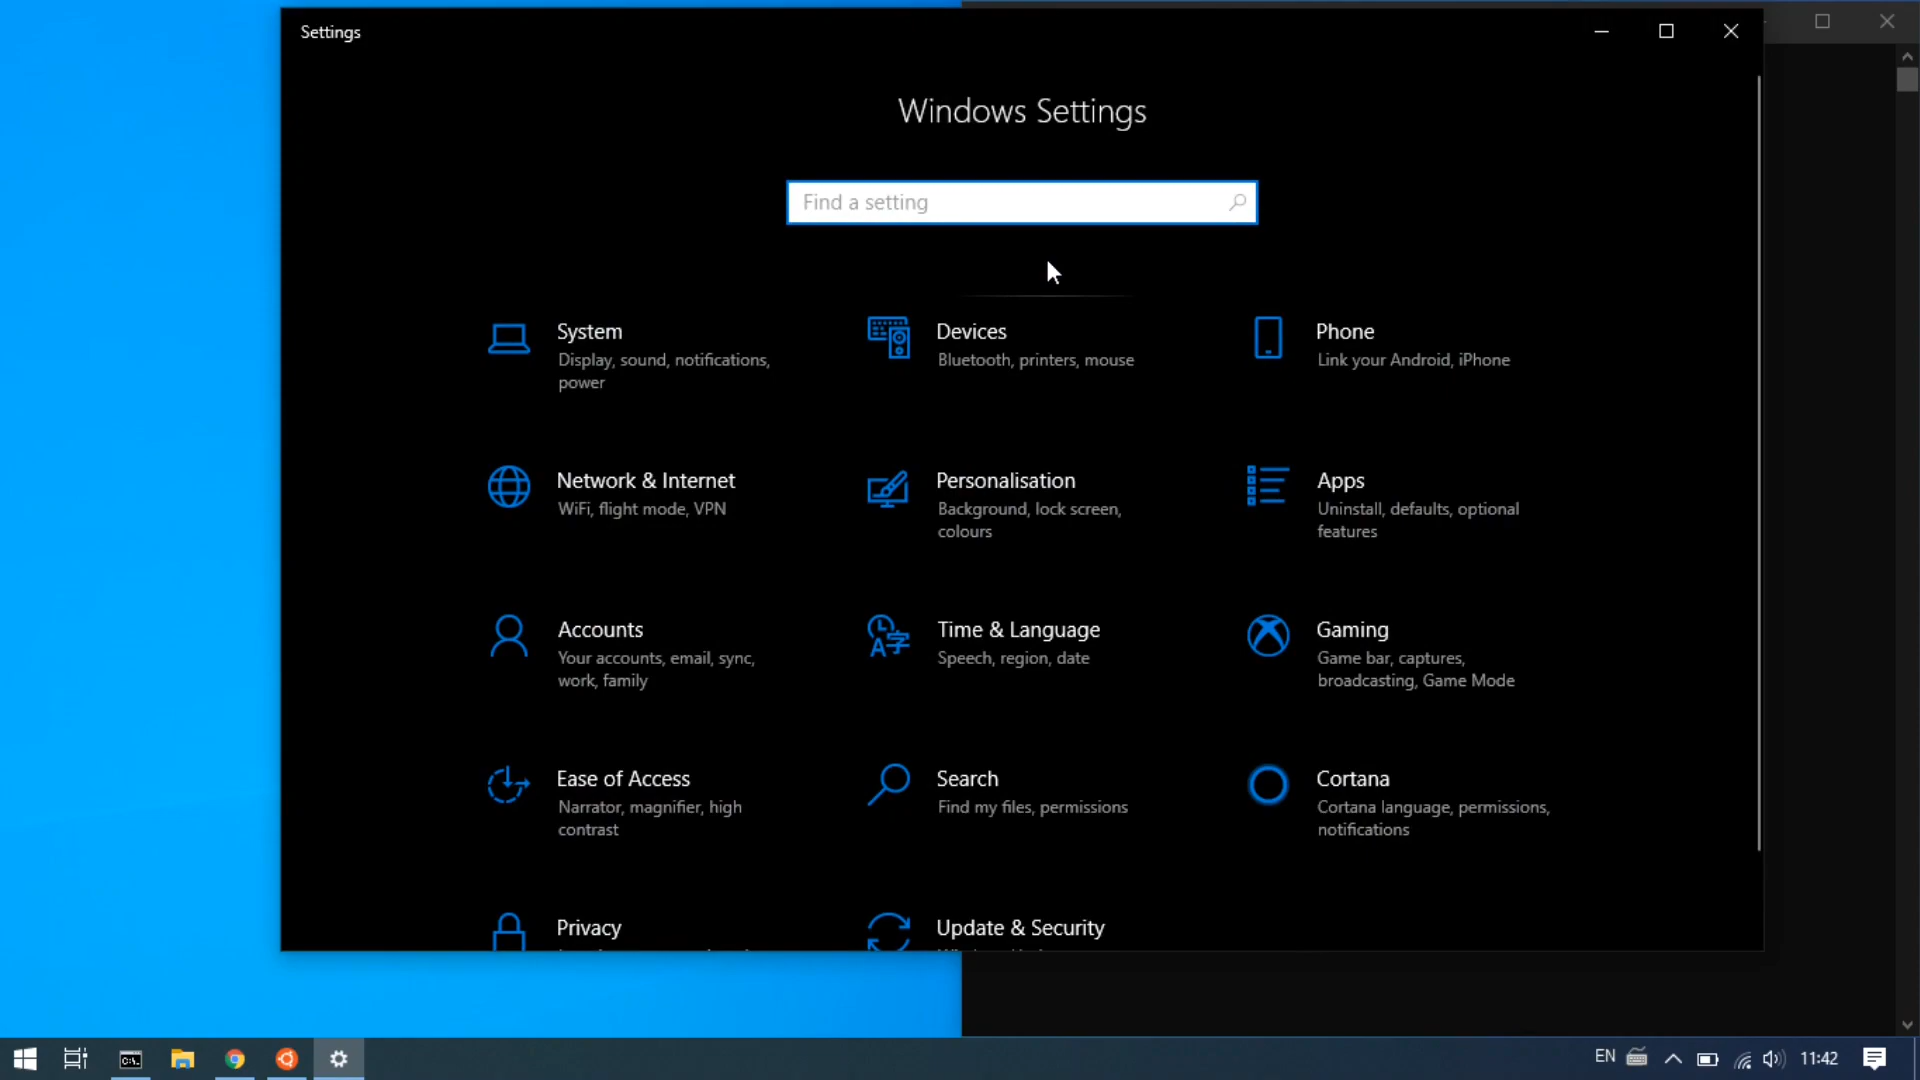 Settings
Windows Settings
Find a setting
System
Display, sound, notifications,
power
Devices
Bluetooth, printers, mouse
Phone
Link your Android, iPhone
Network & Internet
WiFi, flight mode, VPN
Personalisation
Background, lock screen,
colours
Apps
Uninstall, defaults, optional
features
Accounts
Your accounts, email, sync,
work, family
Time & Language
Speech, region, date
Gaming
Game bar, captures,
broadcasting, Game Mode
Ease of Access
Narrator, magnifier, high
contrast
Search
Find my files, permissions
Cortana
Cortana language, permissions,
notifications
Privacy
Update & Security
EN
11:42